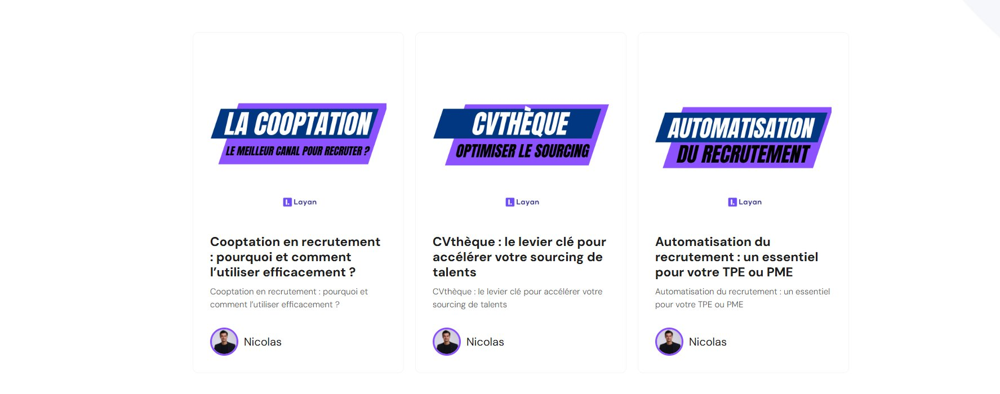 LA COOPTATION
LE MEILLEUR CANAL POUR RECRUTER ?
Layan
Cooptation en recrutement
: pourquoi et comment
l’utiliser efficacement ?
Cooptation en recrutement : pourquoi et
comment l’utiliser efficacement ?
Nicolas
CVTHÈQUE
OPTIMISER LE SOURCING
Layan
CVthèque : le levier clé pour
accélérer votre sourcing de
talents
CVthèque : le levier clé pour accélérer votre
sourcing de talents
Nicolas
AUTOMATISATION
DU RECRUTEMENT
Layan
Automatisation du
recrutement : un essentiel
pour votre TPE ou PME
Automatisation du recrutement : un essentiel
pour votre TPE ou PME
Nicolas